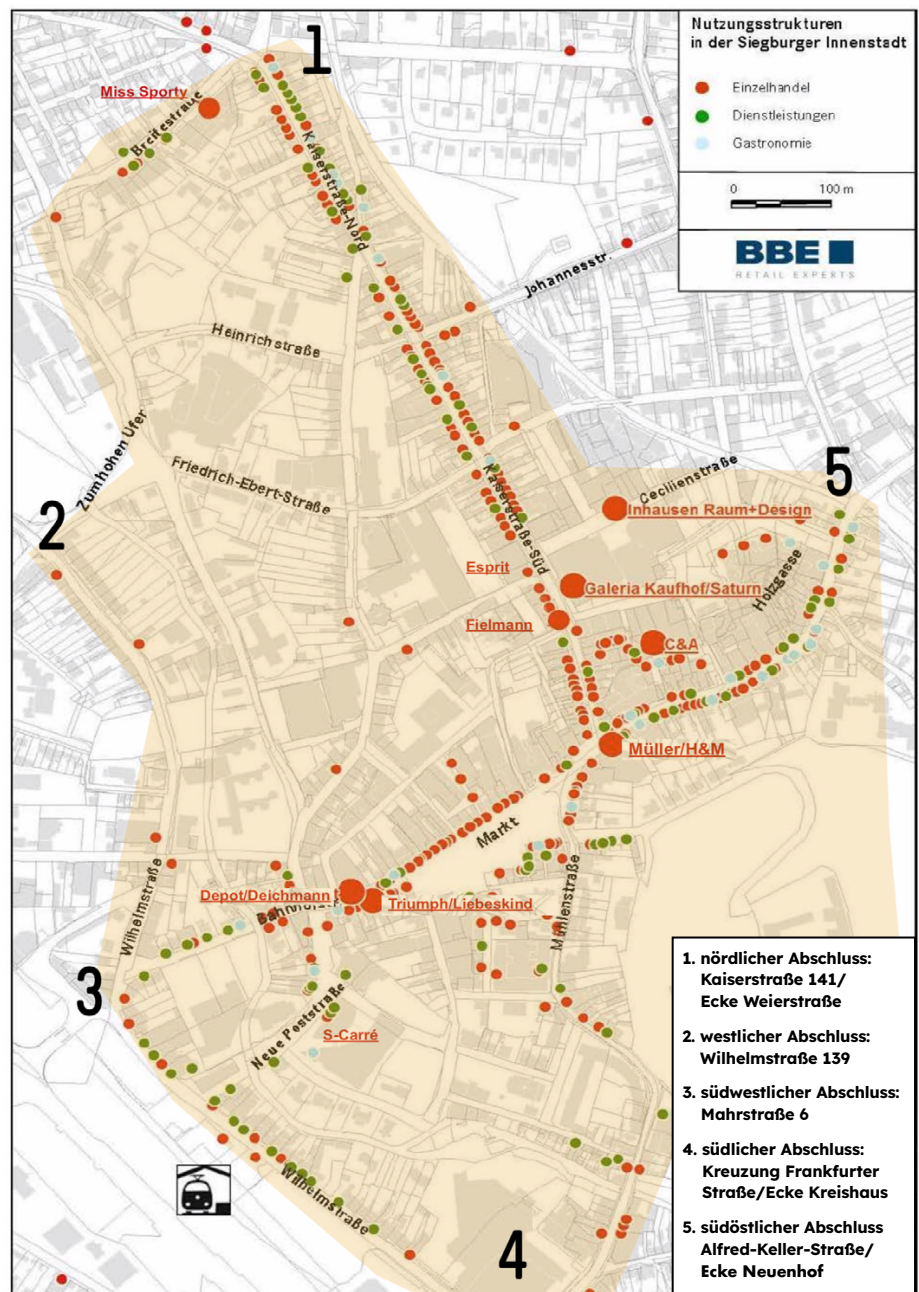 Nutzungsstrukturen
in der Siegburger Innenstadt
Einzelhandel
Dienstleistungen
Gastronomie
0 100 m
BBE
RETAIL EXPERTS
1
Miss Sporty
Breitestraße
Kaiserstraße-Nord
Johannesstr.
Heinrichstraße
Zumhohen Ufer
Friedrich-Ebert-Straße
2
Kaiserstraße-Süd
Cecilienstraße
5
Inhausen Raum+Design
Esprit
Galeria Kaufhof/Saturn
Holzgasse
Fielmann
C&A
Müller/H&M
Markt
Mühlenstraße
Wilhelmstraße
Depot/Deichmann
Triumph/Liebeskind
3
Neue Poststraße
S-Carré
Wilhelmstraße
4
1. nördlicher Abschluss:
Kaiserstraße 141/
Ecke Weierstraße
2. westlicher Abschluss:
Wilhelmstraße 139
3. südwestlicher Abschluss:
Mahrstraße 6
4. südlicher Abschluss:
Kreuzung Frankfurter
Straße/Ecke Kreishaus
5. südöstlicher Abschluss
Alfred-Keller-Straße/
Ecke Neuenhof